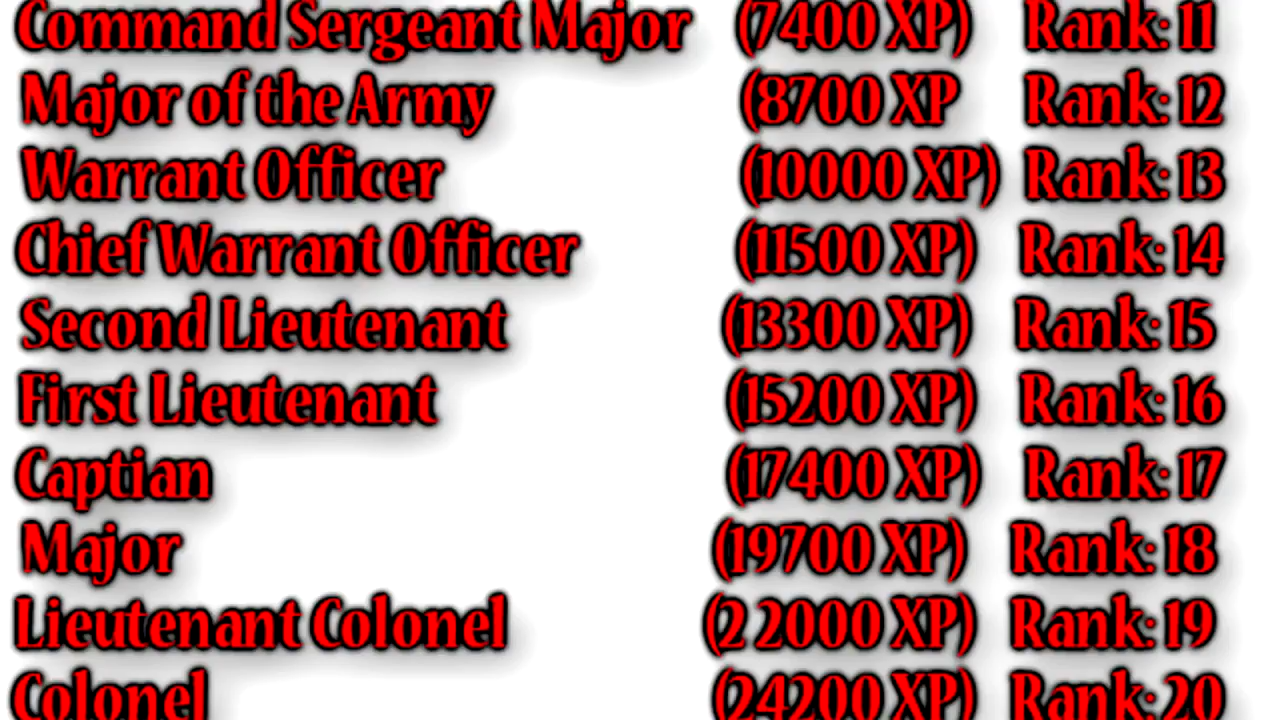 Command Sergeant Major (7400 XP) Rank: 11
Major of the Army (8700 XP Rank: 12
Warrant Officer (10000 XP) Rank: 13
Chief Warrant Officer (11500 XP) Rank: 14
Second Lieutenant (13300 XP) Rank: 15
First Lieutenant (15200 XP) Rank: 16
Captian (17400 XP) Rank: 17
Major (19700 XP) Rank: 18
Lieutenant Colonel (2 2000 XP) Rank: 19
Colonel (24200 XP) Rank: 20